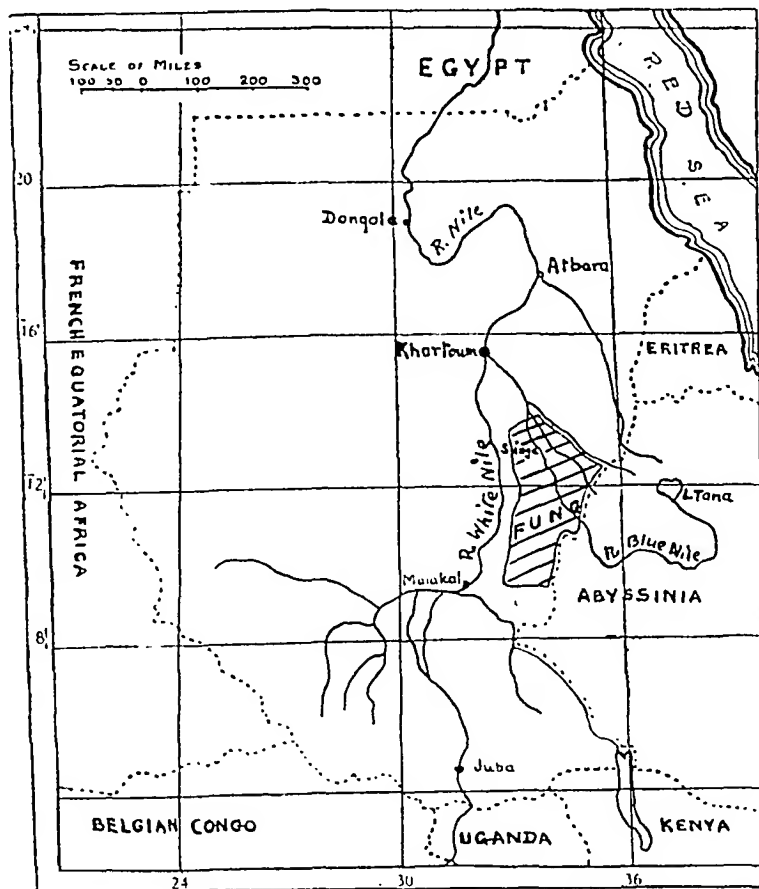 SCALE OF MILES
100 50 0 100 200 300
EGYPT
RED SEA
20
Dongola
R. Nile
Atbara
FRENCH EQUATORIAL AFRICA
16
Khartoum
ERITREA
Singa
R. White Nile
12
L Tana
FUNG
R Blue Nile
Malakal
ABYSSINIA
8
Juba
BELGIAN CONGO
UGANDA
KENYA
24
30
36